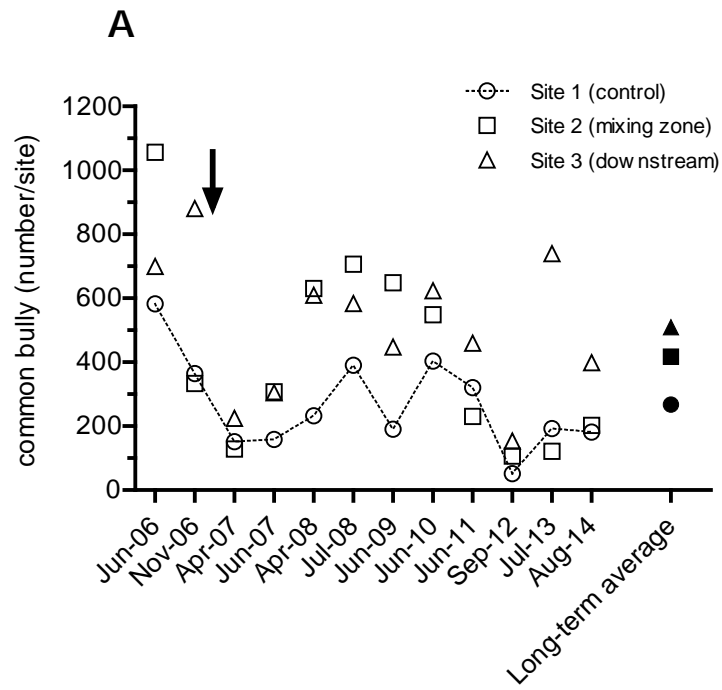 A
Site 1 (control)
Site 2 (mixing zone)
Site 3 (downstream)
common bully (number/site)
1200
1000
800
600
400
200
0
Jun-06
Nov-06
Apr-07
Jun-07
Apr-08
Jul-08
Jun-09
Jun-10
Jun-11
Sep-12
Jul-13
Aug-14
Long-term average